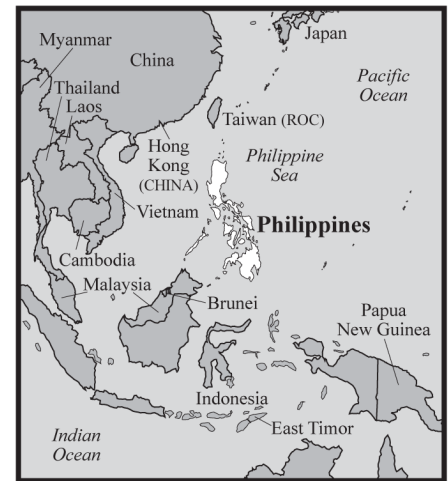 Myanmar
China
Japan
Pacific
Ocean
Thailand
Laos
Taiwan (ROC)
Hong
Kong
(CHINA)
Philippine
Sea
Vietnam
Philippines
Cambodia
Malaysia
Brunei
Papua
New Guinea
Indonesia
East Timor
Indian
Ocean